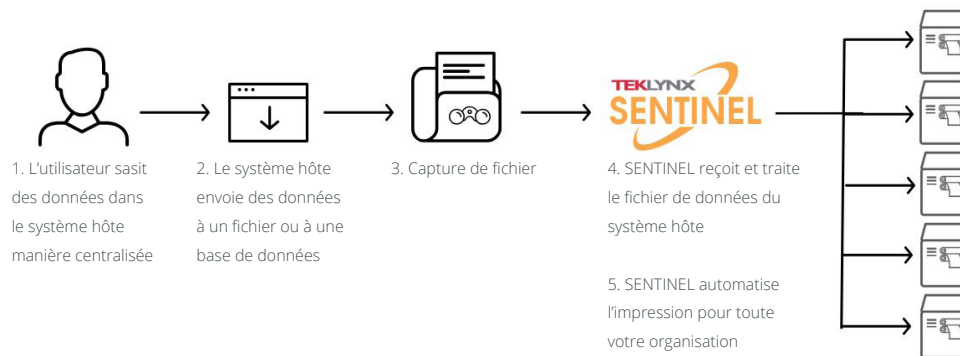 TEKLYNX
SENTINEL
1. L'utilisateur sasit
des données dans
le système hôte
manière centralisée
2. Le système hôte
envoie des données
à un fichier ou à une
base de données
3. Capture de fichier
4. SENTINEL reçoit et traite
le fichier de données du
système hôte
5. SENTINEL automatise
l'impression pour toute
votre organisation